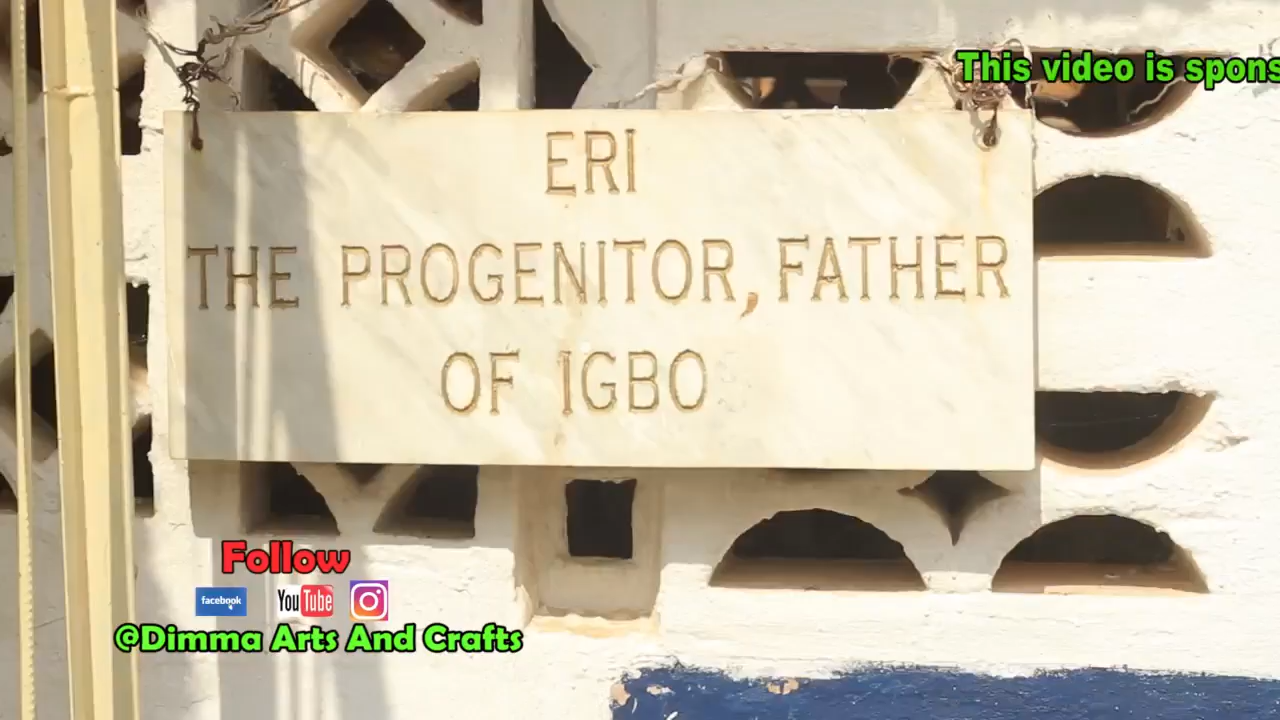 This video is spons
ERI
THE PROGENITOR, FATHER
OF IGBO
Follow
facebook
YouTube
@Dimma Arts And Crafts